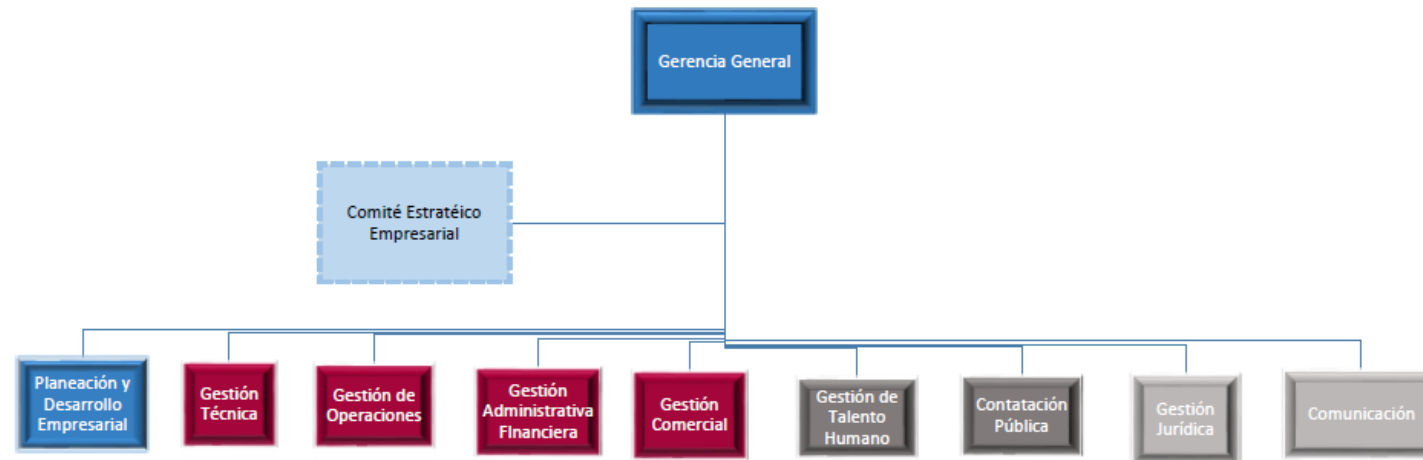 Gerencia General
Comité Estratéico
Empresarial
Planeación y
Desarrollo
Empresarial
Gestión
Técnica
Gestión de
Operaciones
Gestión
Administrativa
FInanciera
Gestión
Comercial
Gestión de
Talento
Humano
Contatación
Pública
Gestión
Jurídica
Comunicación